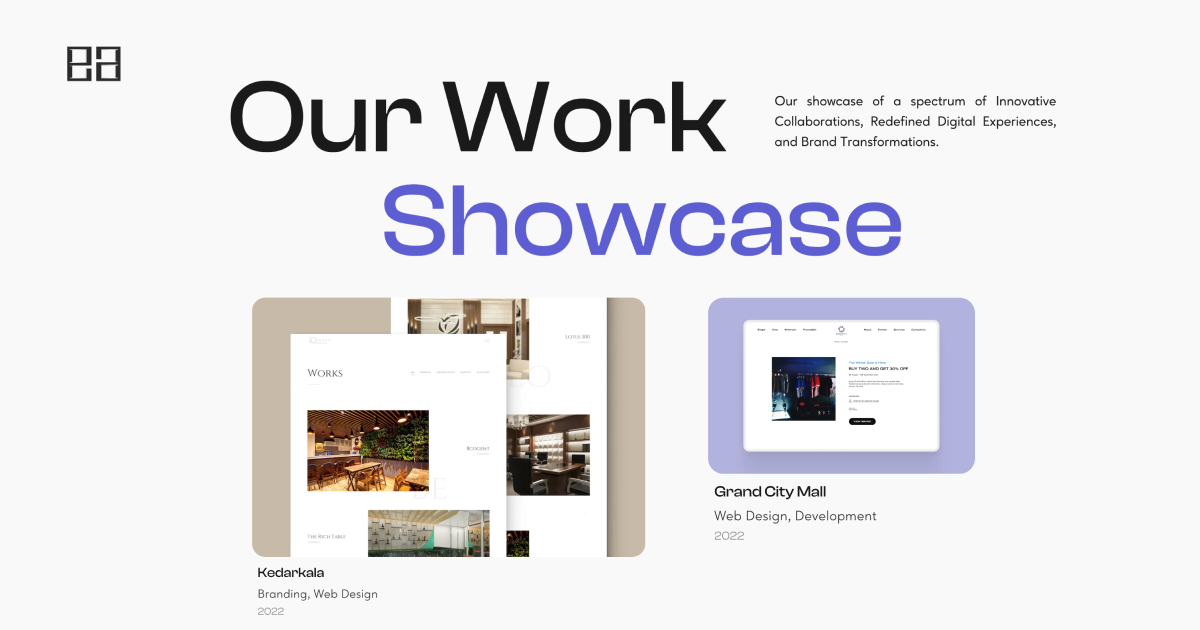 Our Work
Our showcase of a spectrum of Innovative
Collaborations, Redefined Digital Experiences,
and Brand Transformations.
Showcase
WORKS
LOTUS 300
THE RICH TABLE
BUY TWO AND GET 30% OFF
Kedarkala
Branding, Web Design
2022
Grand City Mall
Web Design, Development
2022